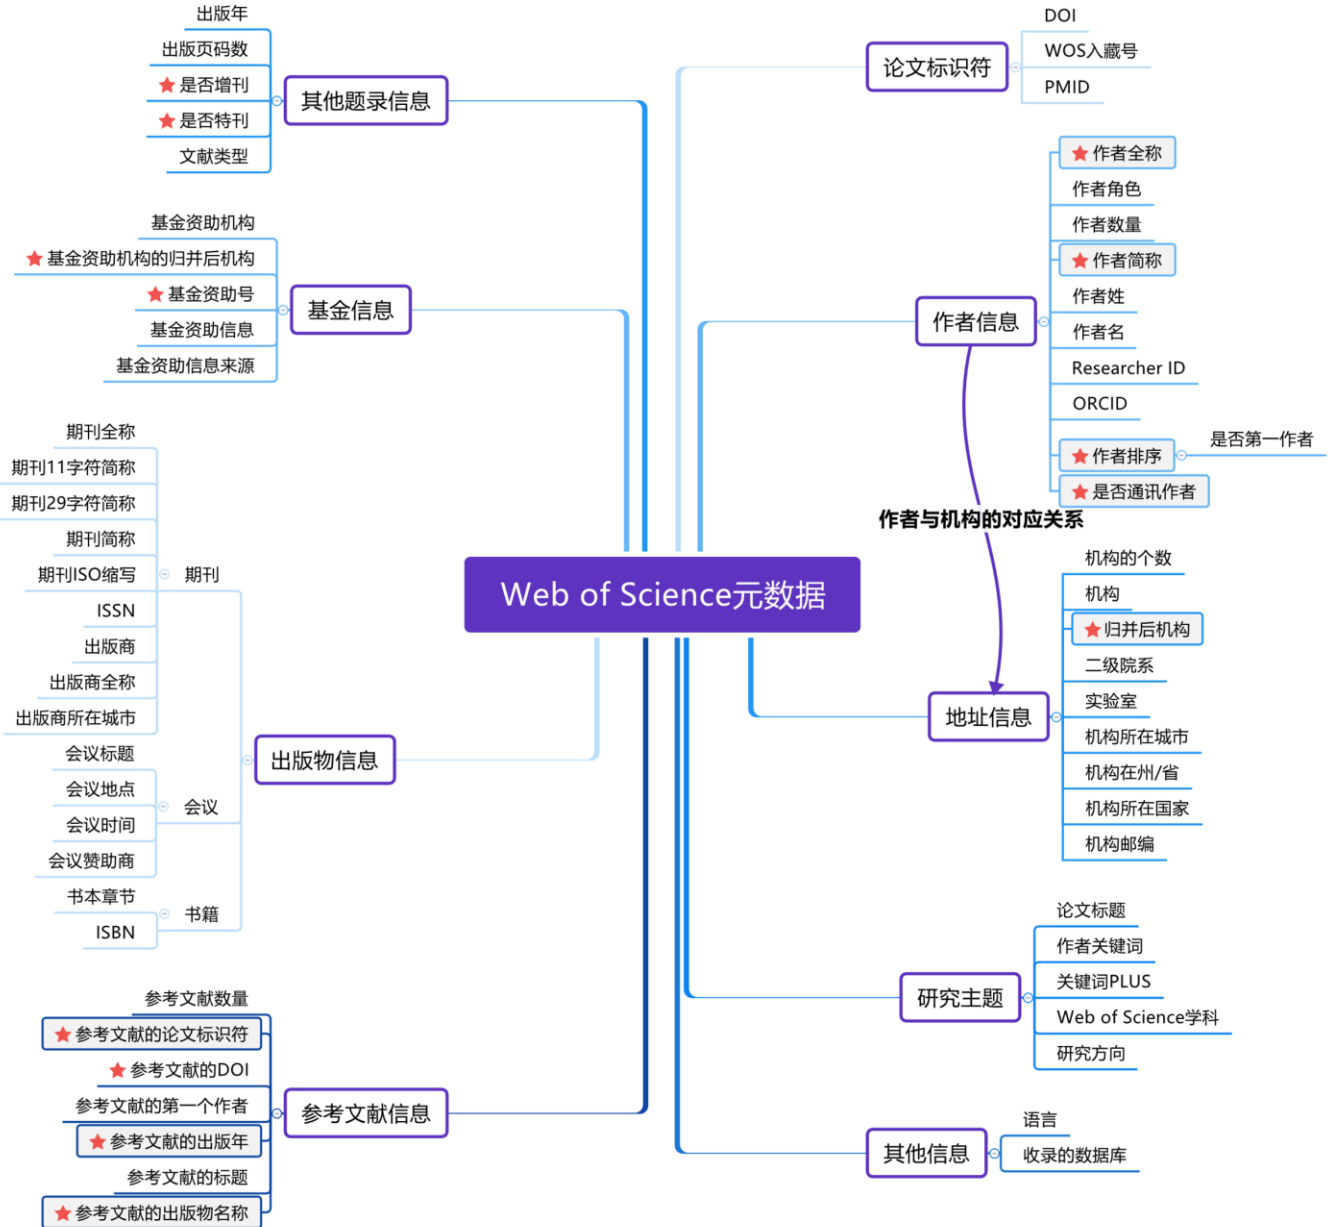 Web of Science元数据
论文标识符
DOI
WOS入藏号
PMID
作者信息
作者全称
作者角色
作者数量
作者简称
作者姓
作者名
Researcher ID
ORCID
作者排序
是否第一作者
是否通讯作者
作者与机构的对应关系
地址信息
机构的个数
机构
归并后机构
二级院系
实验室
机构所在城市
机构在州/省
机构所在国家
机构邮编
研究主题
论文标题
作者关键词
关键词PLUS
Web of Science学科
研究方向
其他信息
语言
收录的数据库
其他题录信息
出版年
出版页码数
是否增刊
是否特刊
文献类型
基金信息
基金资助机构
基金资助机构的归并后机构
基金资助号
基金资助信息
基金资助信息来源
出版物信息
期刊
期刊全称
期刊11字符简称
期刊29字符简称
期刊简称
期刊ISO缩写
ISSN
出版商
出版商全称
出版商所在城市
会议
会议标题
会议地点
会议时间
会议赞助商
书籍
书本章节
ISBN
参考文献信息
参考文献数量
参考文献的论文标识符
参考文献的DOI
参考文献的第一个作者
参考文献的出版年
参考文献的标题
参考文献的出版物名称